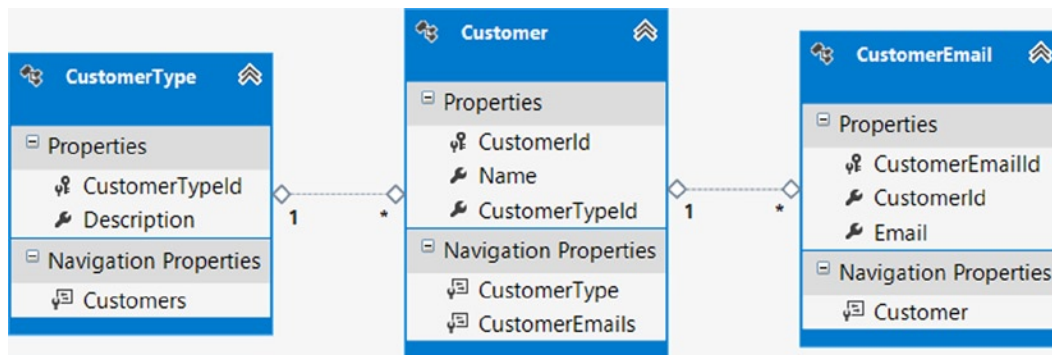 CustomerType
Properties
CustomerTypeId
Description
Navigation Properties
Customers
1
*
Customer
Properties
CustomerId
Name
CustomerTypeId
Navigation Properties
CustomerType
CustomerEmails
1
*
CustomerEmail
Properties
CustomerEmailId
CustomerId
Email
Navigation Properties
Customer